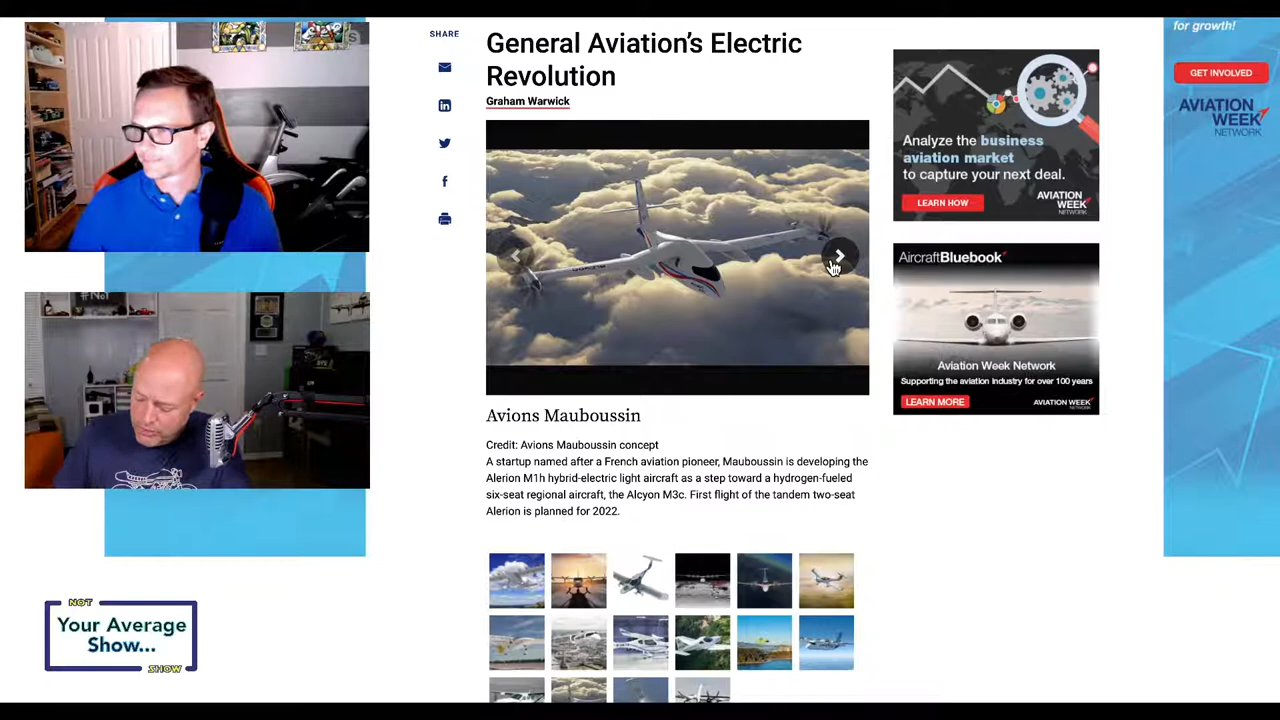 SHARE
General Aviation's Electric
Revolution
Graham Warwick
Avions Mauboussin
Credit: Avions Mauboussin concept
A startup named after a French aviation pioneer, Mauboussin is developing the
Alerion M1h hybrid-electric light aircraft as a step toward a hydrogen-fueled
six-seat regional aircraft, the Alcyon M3c. First flight of the tandem two-seat
Alerion is planned for 2022.
Analyze the business
aviation market
to capture your next deal.
LEARN HOW
AVIATION
WEEK
NETWORK
AircraftBluebook
Aviation Week Network
Supporting the aviation industry for over 100 years
LEARN MORE
AVIATION
WEEK
NETWORK
for growth!
GET INVOLVED
AVIATION
WEEK
NETWORK
NOT
Your Average
Show...
SHOW